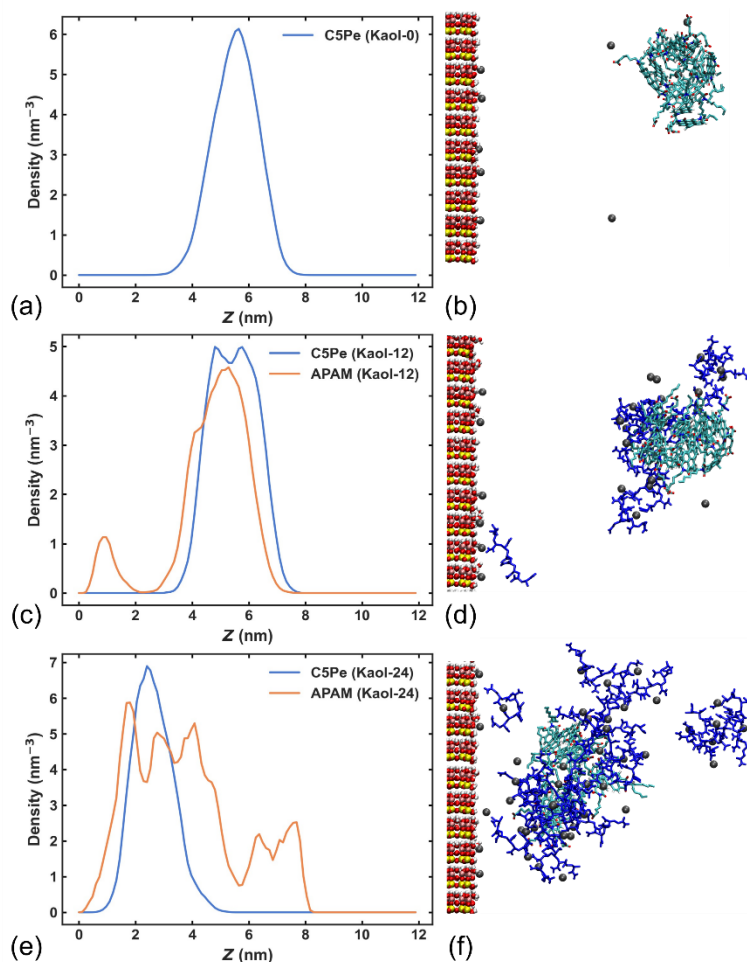 C5Pe (Kaol-0)
Density (nm⁻³)
6
5
4
3
2
1
0
0 2 4 6 8 10 12
Z (nm)
(a)
(b)
C5Pe (Kaol-12)
APAM (Kaol-12)
Density (nm⁻³)
5
4
3
2
1
0
0 2 4 6 8 10 12
Z (nm)
(c)
(d)
C5Pe (Kaol-24)
APAM (Kaol-24)
Density (nm⁻³)
7
6
5
4
3
2
1
0
0 2 4 6 8 10 12
Z (nm)
(e)
(f)